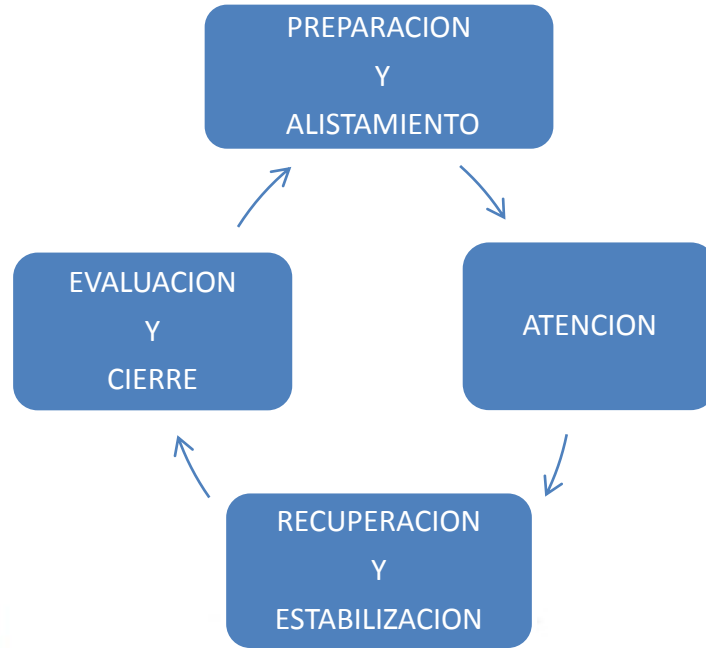 PREPARACION
Y
ALISTAMIENTO
ATENCION
RECUPERACION
Y
ESTABILIZACION
EVALUACION
Y
CIERRE